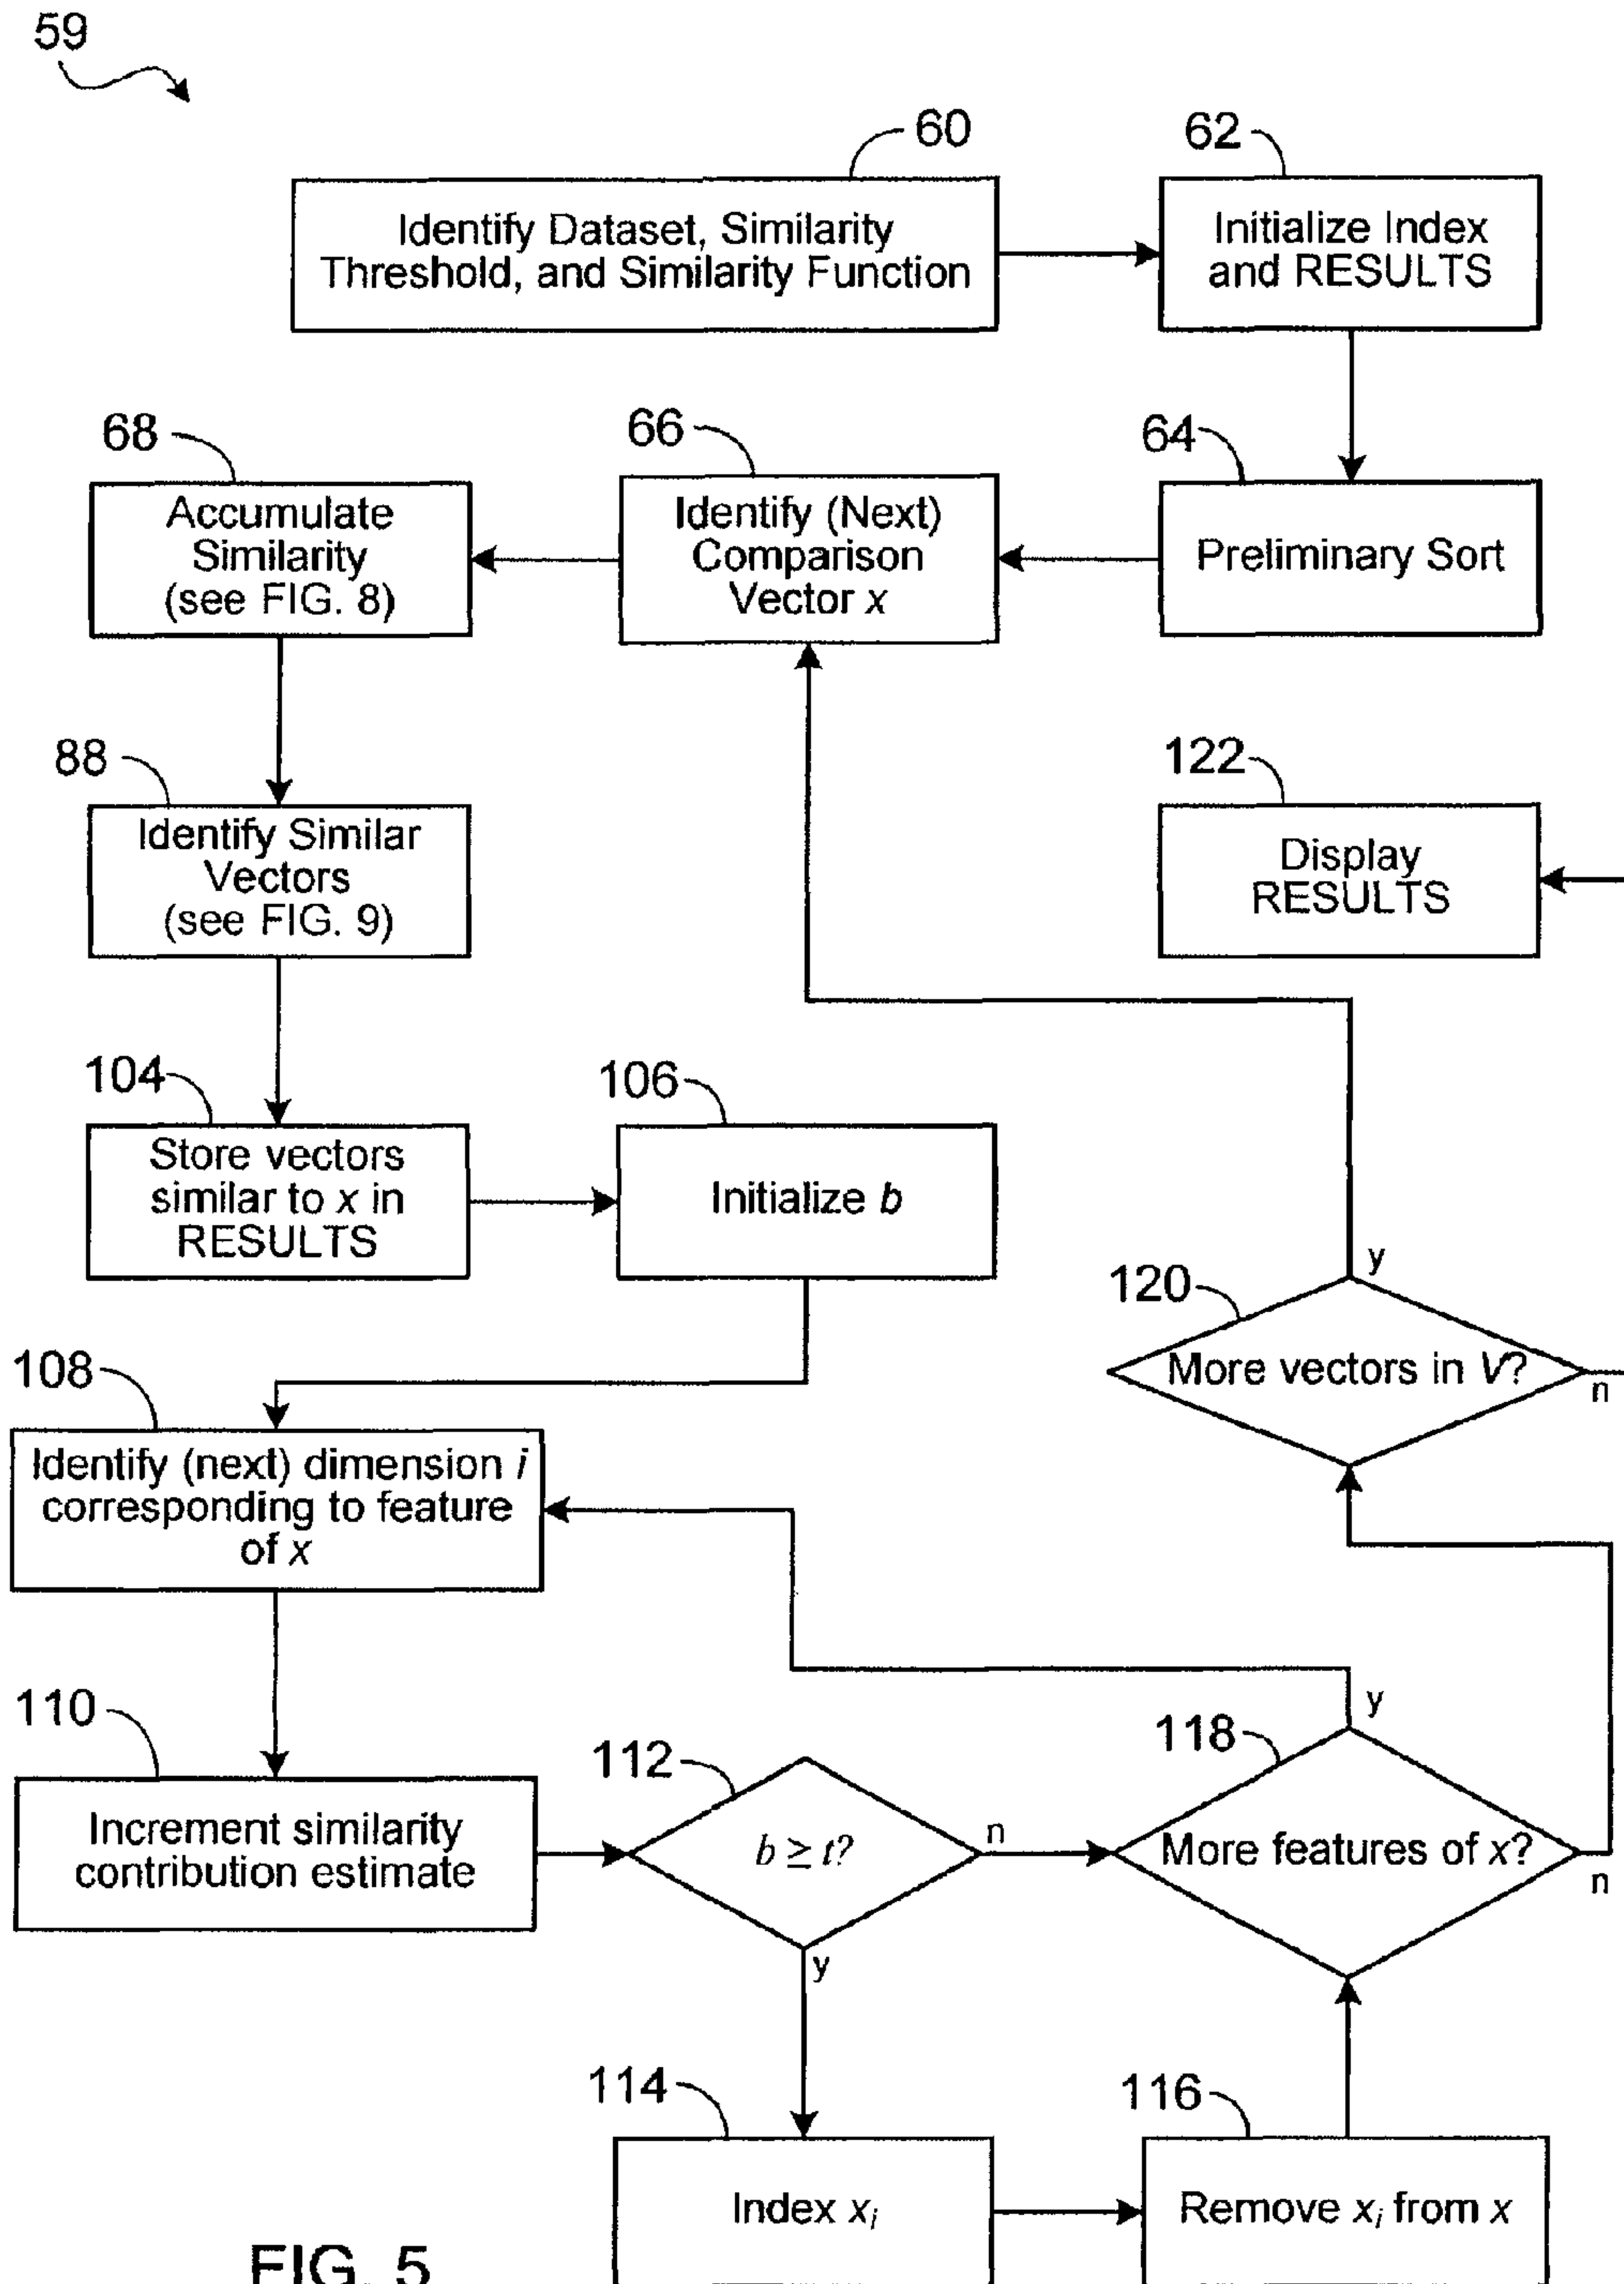 59
60
Identify Dataset, Similarity
Threshold, and Similarity Function
62
Initialize Index
and RESULTS
64
Preliminary Sort
66
Identify (Next)
Comparison
Vector x
68
Accumulate
Similarity
(see FIG. 8)
88
Identify Similar
Vectors
(see FIG. 9)
122
Display
RESULTS
104
Store vectors
similar to x in
RESULTS
106
Initialize b
108
Identify (next) dimension i
corresponding to feature
of x
110
Increment similarity
contribution estimate
112
b ≥ t?
n
y
114
Index xᵢ
116
Remove xᵢ from x
118
More features of x?
y
n
120
More vectors in V?
y
n
FIG. 5